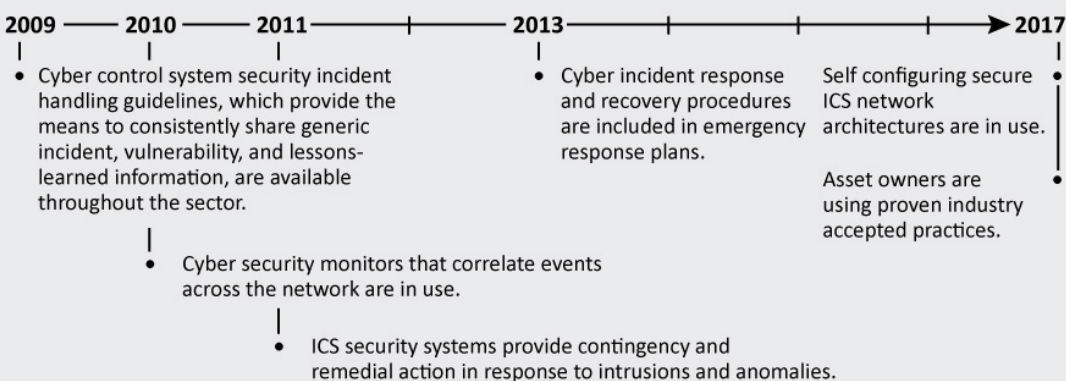 2009 2010 2011 2013 2017
• Cyber control system security incident
handling guidelines, which provide the
means to consistently share generic
incident, vulnerability, and lessons-
learned information, are available
throughout the sector.
• Cyber security monitors that correlate events
across the network are in use.
• ICS security systems provide contingency and
remedial action in response to intrusions and anomalies.
• Cyber incident response
and recovery procedures
are included in emergency
response plans.
Self configuring secure •
ICS network
architectures are in use.
Asset owners are •
using proven industry
accepted practices.